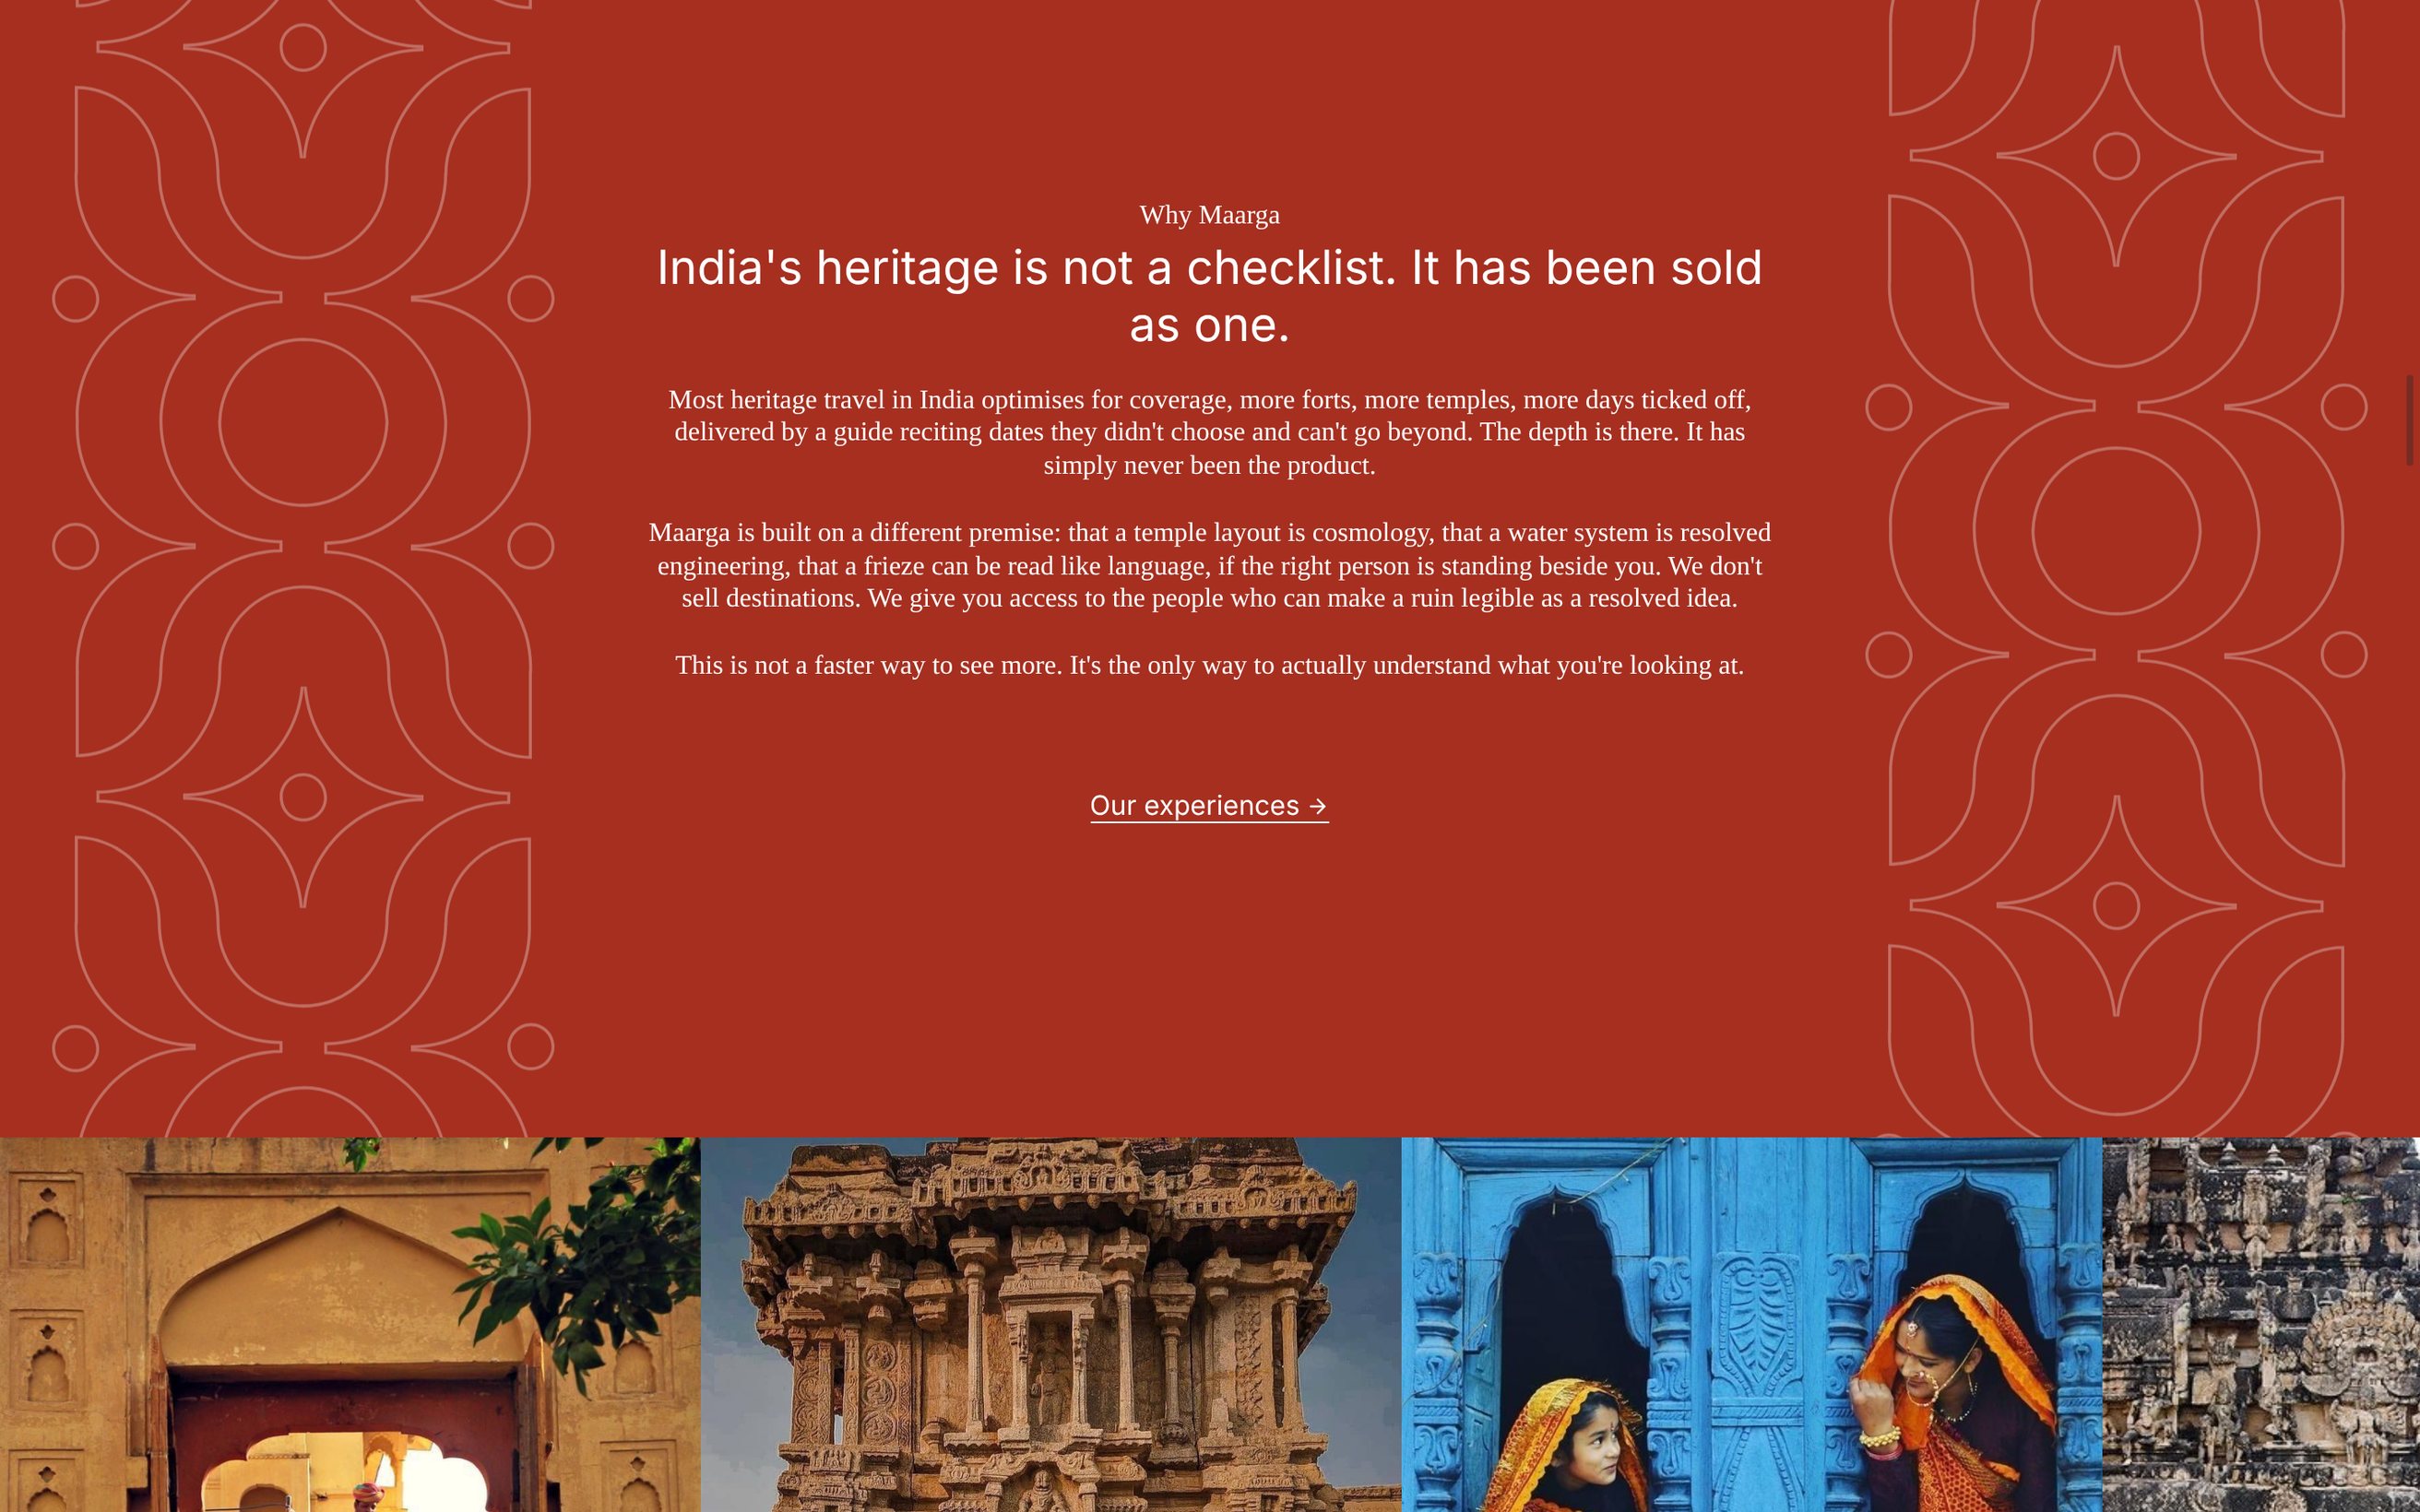 Why Maarga
India's heritage is not a checklist. It has been sold
as one.
Most heritage travel in India optimises for coverage, more forts, more temples, more days ticked off,
delivered by a guide reciting dates they didn't choose and can't go beyond. The depth is there. It has
simply never been the product.
Maarga is built on a different premise: that a temple layout is cosmology, that a water system is resolved
engineering, that a frieze can be read like language, if the right person is standing beside you. We don't
sell destinations. We give you access to the people who can make a ruin legible as a resolved idea.
This is not a faster way to see more. It's the only way to actually understand what you're looking at.
Our experiences →